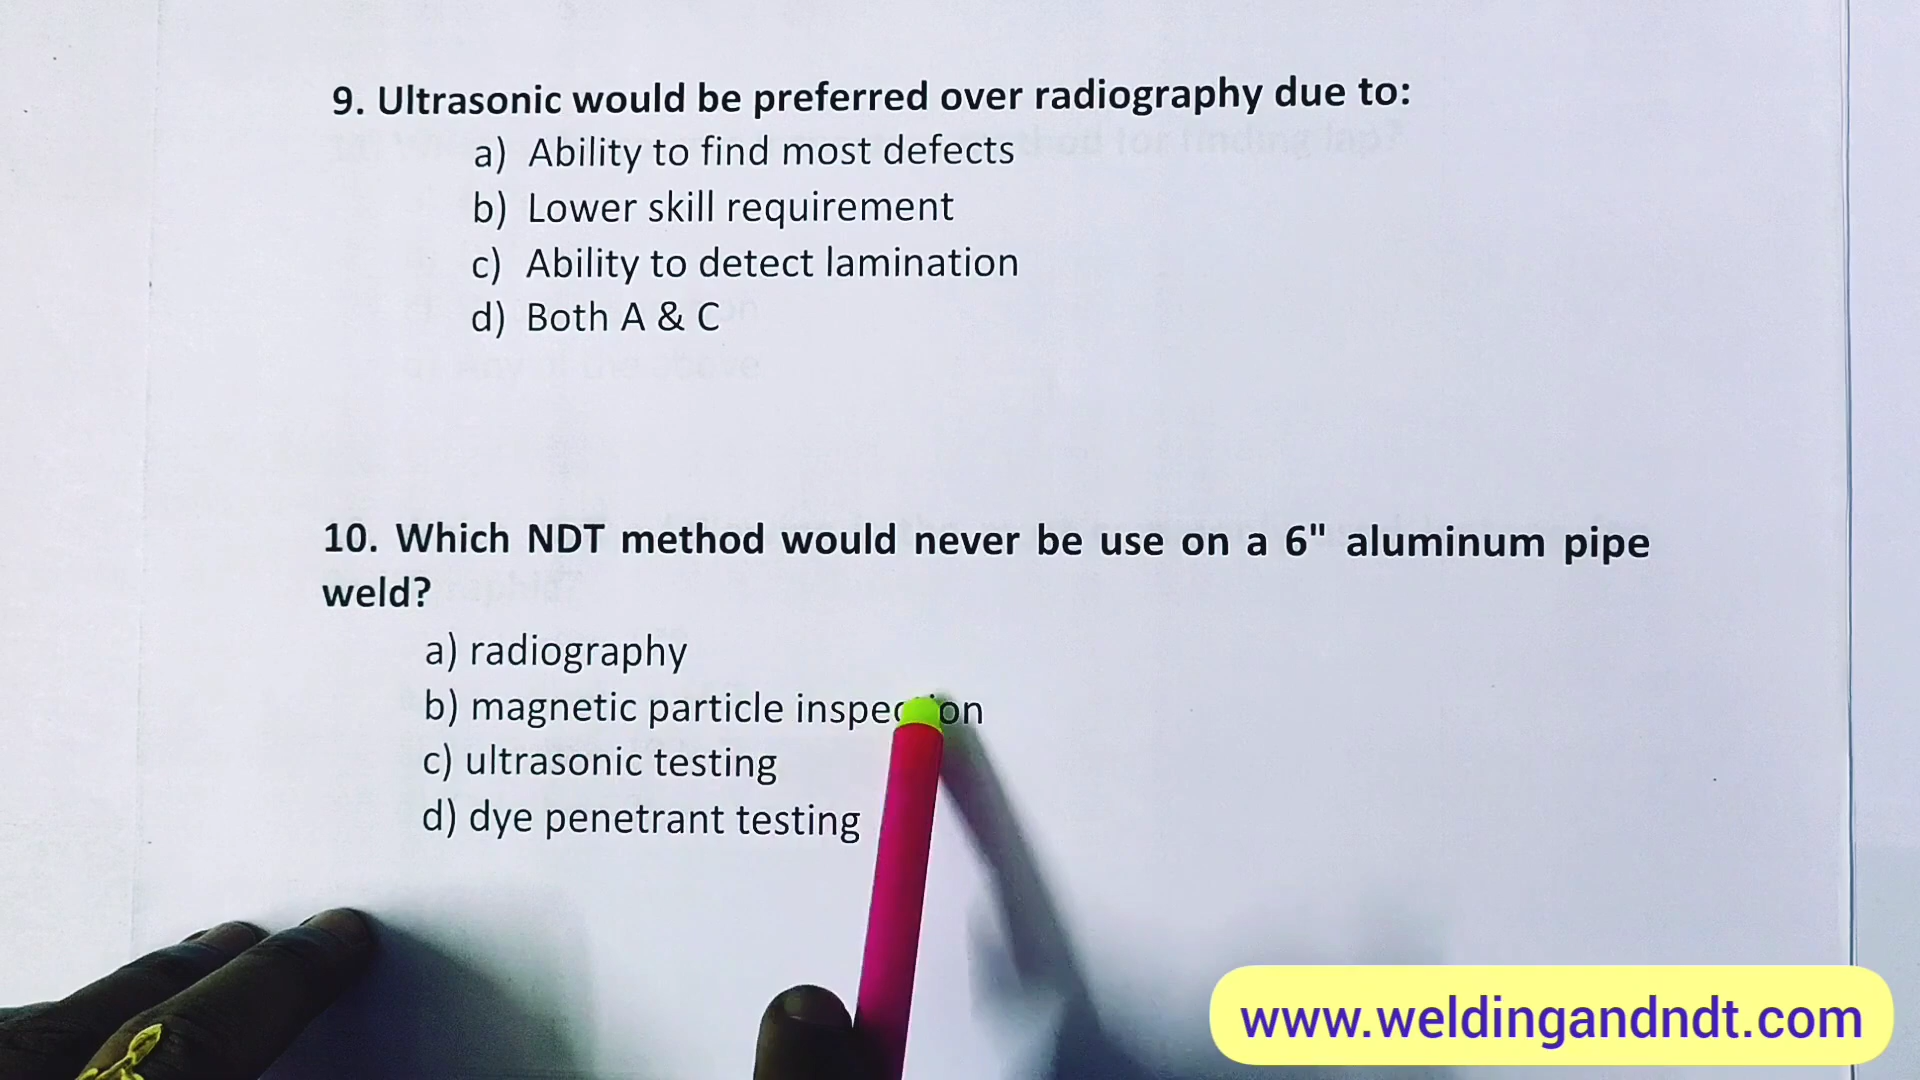 9. Ultrasonic would be preferred over radiography due to:
a) Ability to find most defects
b) Lower skill requirement
c) Ability to detect lamination
d) Both A & C
10. Which NDT method would never be use on a 6" aluminum pipe
weld?
a) radiography
b) magnetic particle inspection
c) ultrasonic testing
d) dye penetrant testing
www.weldingandndt.com